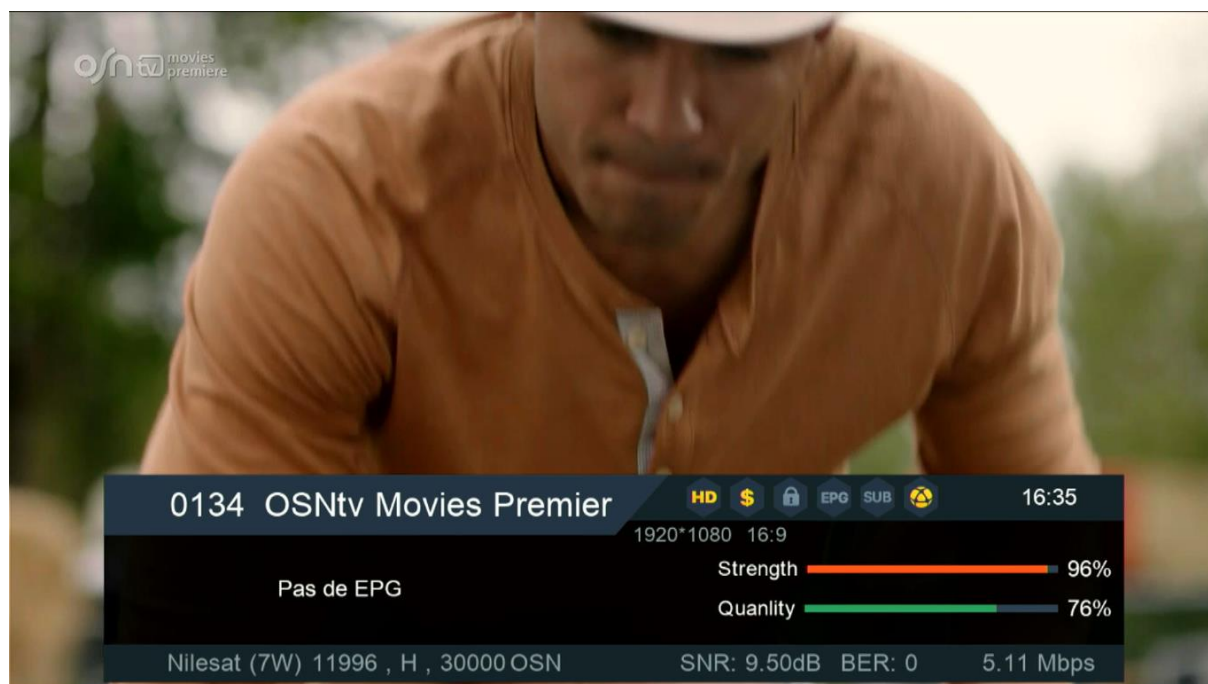 OSN tv movies
premiere
0134 OSNtv Movies Premier HD $ EPG SUB 16:35
1920*1080 16:9
Strength 96%
Pas de EPG
Quanlity 76%
Nilesat (7W) 11996 , H , 30000 OSN SNR: 9.50dB BER: 0 5.11 Mbps